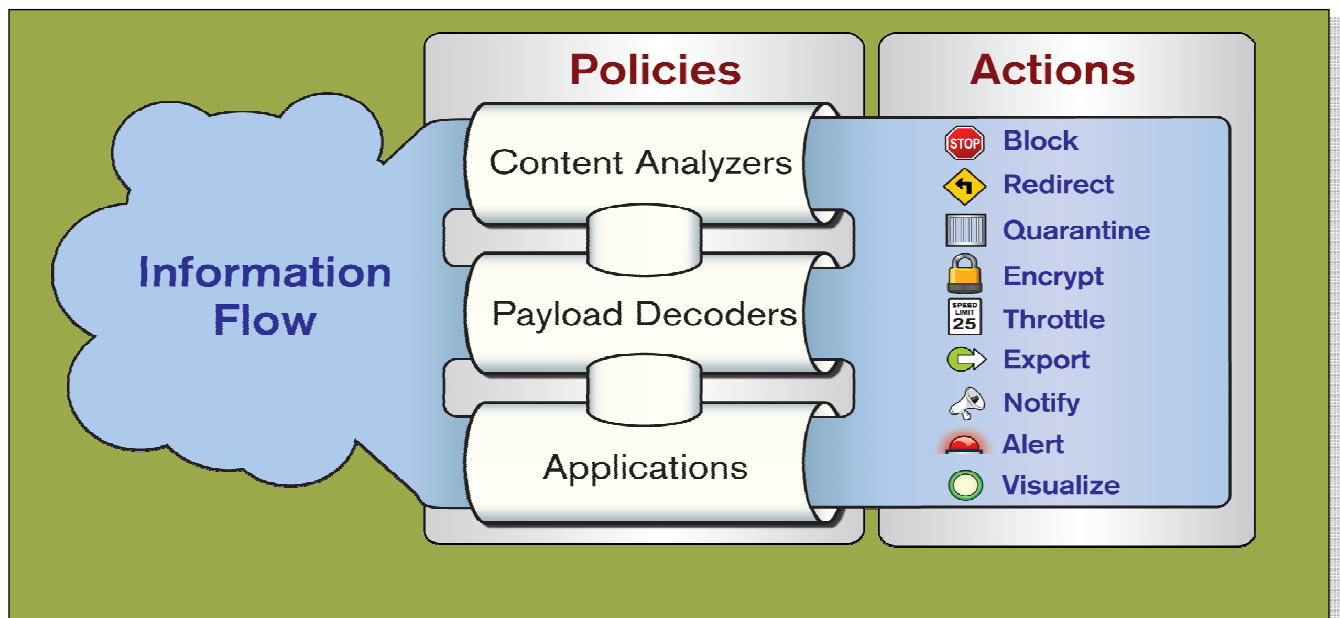 Policies
Actions
Information
Flow
Content Analyzers
Payload Decoders
Applications
STOP Block
Redirect
Quarantine
Encrypt
SPEED
LIMIT
25
Throttle
Export
Notify
Alert
Visualize